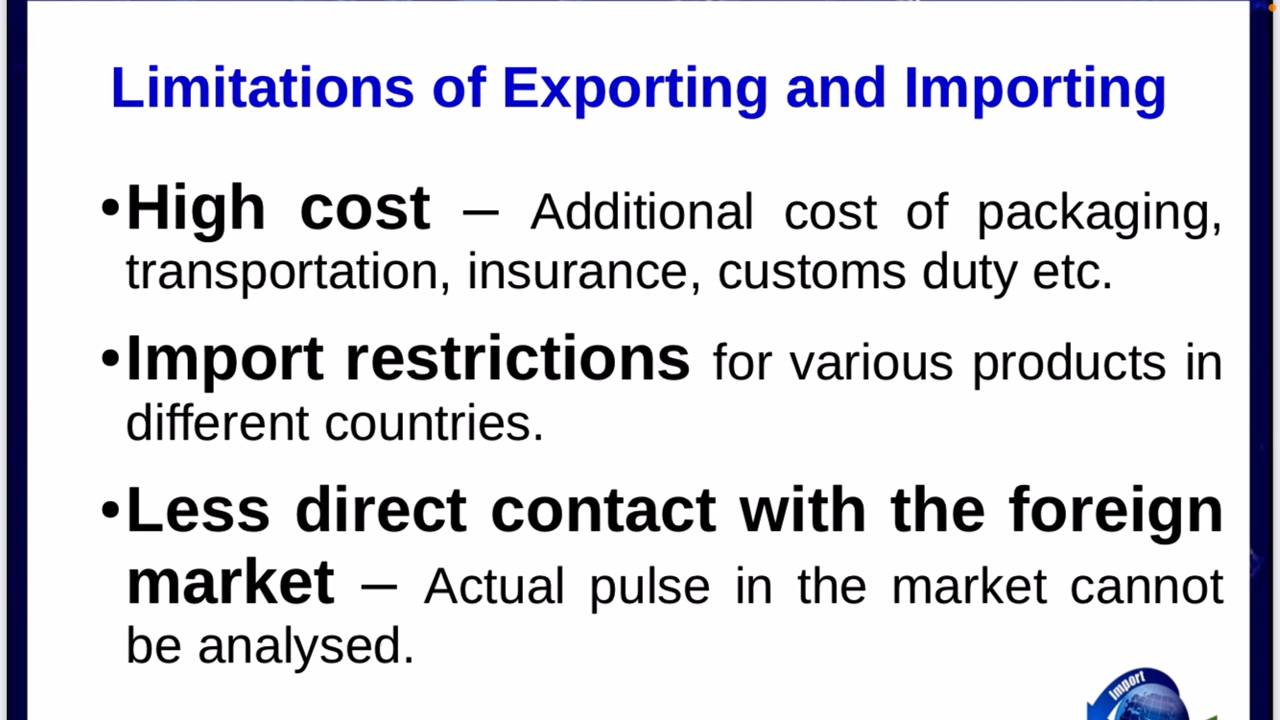 Limitations of Exporting and Importing
•High cost – Additional cost of packaging,
transportation, insurance, customs duty etc.
•Import restrictions for various products in
different countries.
•Less direct contact with the foreign
market – Actual pulse in the market cannot
be analysed.
Import